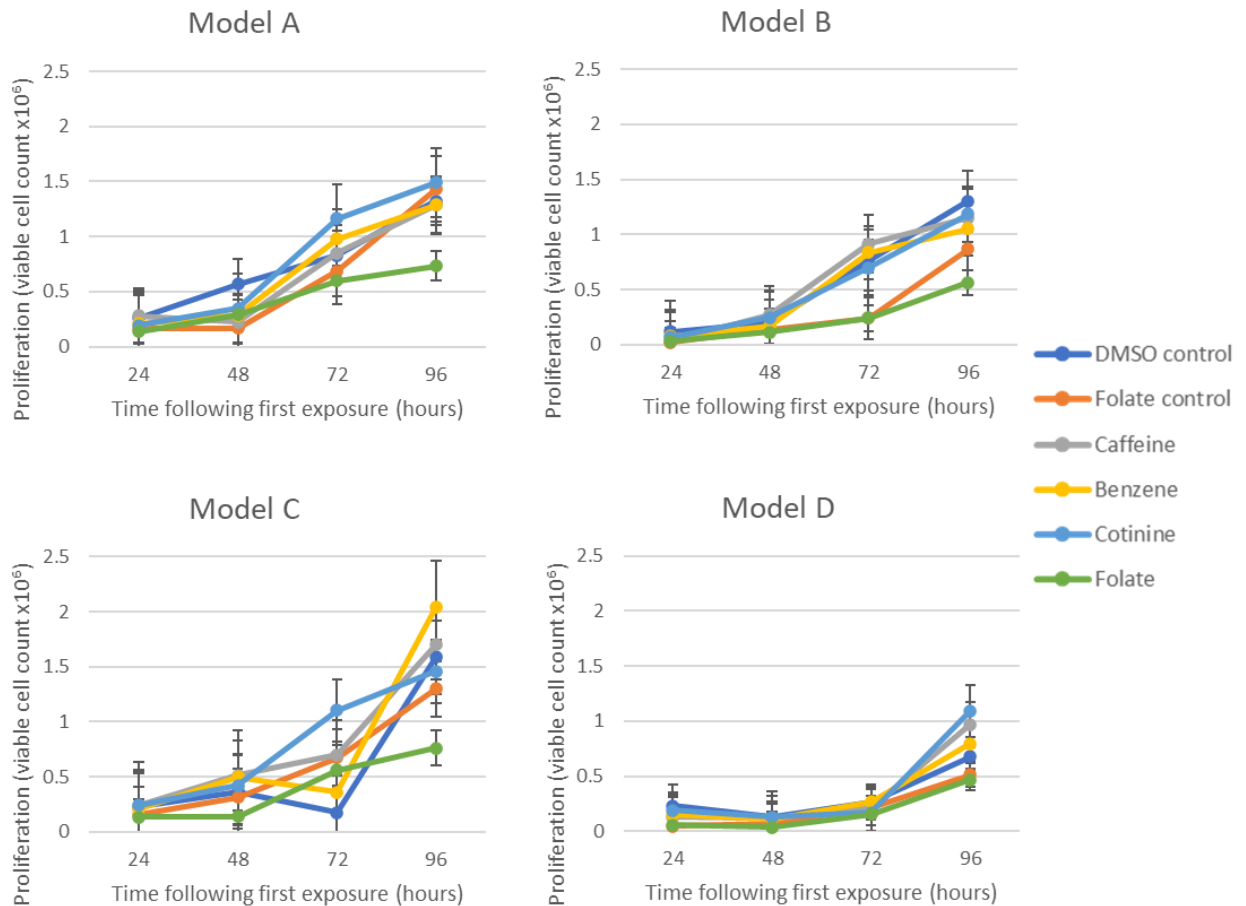 Model A
Proliferation (viable cell count x10⁶)
2.5
2
1.5
1
0.5
0
24 48 72 96
Time following first exposure (hours)
Model B
Proliferation (viable cell count x10⁶)
2.5
2
1.5
1
0.5
0
24 48 72 96
Time following first exposure (hours)
DMSO control
Folate control
Caffeine
Benzene
Cotinine
Folate
Model C
Proliferation (viable cell count x10⁶)
2.5
2
1.5
1
0.5
0
24 48 72 96
Time following first exposure (hours)
Model D
Proliferation (viable cell count x10⁶)
2.5
2
1.5
1
0.5
0
24 48 72 96
Time following first exposure (hours)